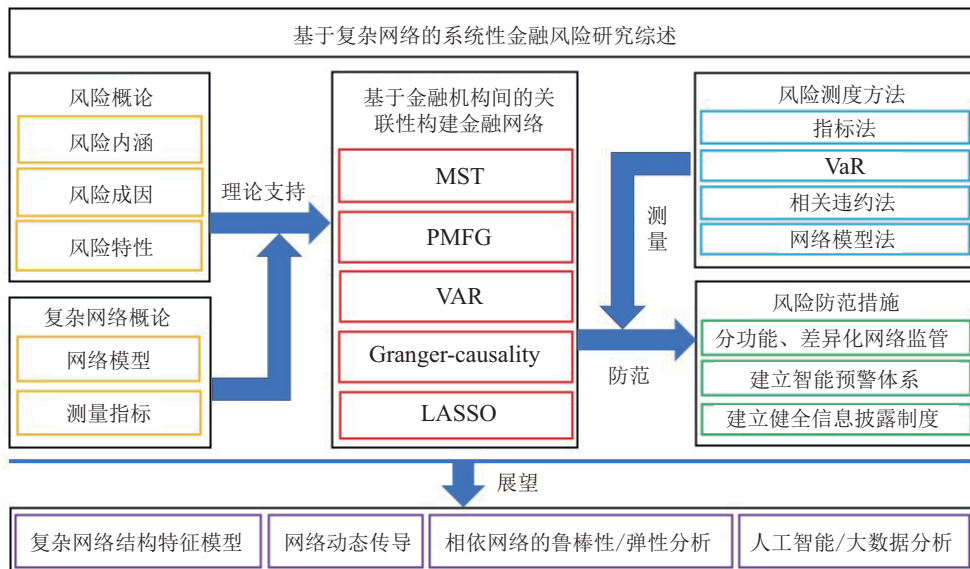 基于复杂网络的系统性金融风险研究综述
风险概论
风险内涵
风险成因
风险特性
复杂网络概论
网络模型
测量指标
理论支持
基于金融机构间的关
联性构建金融网络
MST
PMFG
VAR
Granger-causality
LASSO
测
量
防范
风险测度方法
指标法
VaR
相关违约法
网络模型法
风险防范措施
分功能、差异化网络监管
建立智能预警体系
建立健全信息披露制度
展望
复杂网络结构特征模型
网络动态传导
相依网络的鲁棒性/弹性分析
人工智能/大数据分析